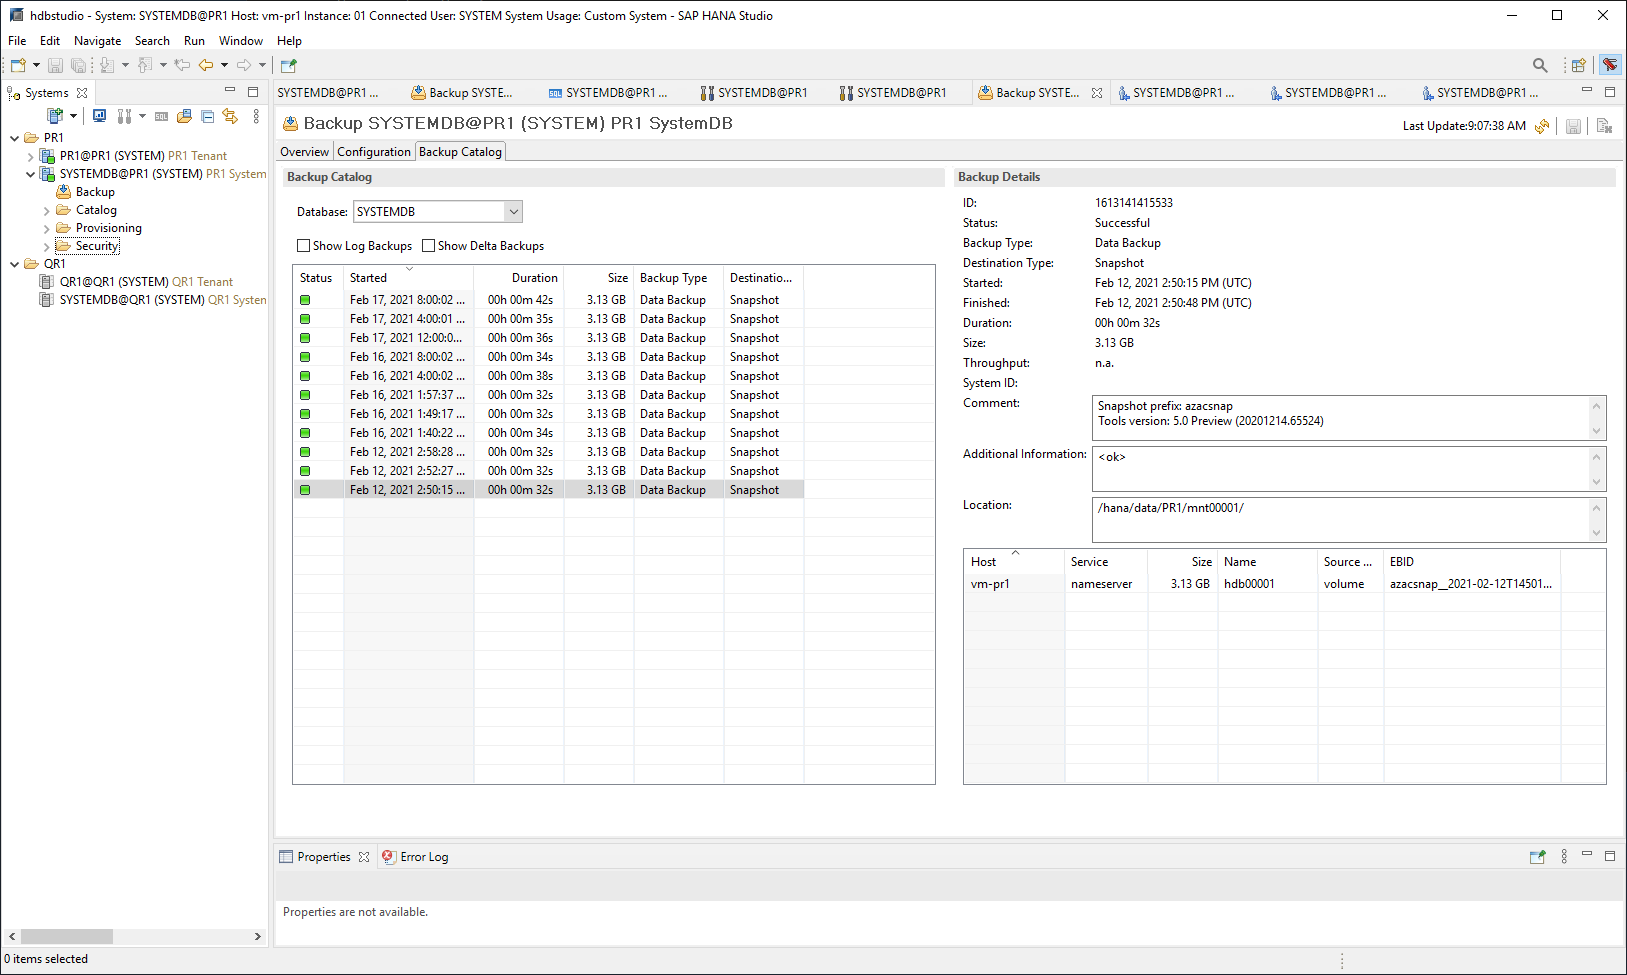 hdbstudio - System: SYSTEMDB@PR1 Host: vm-pr1 Instance: 01 Connected User: SYSTEM System Usage: Custom System - SAP HANA Studio
File Edit Navigate Search Run Window Help
Systems
PR1
PR1@PR1 (SYSTEM) PR1 Tenant
SYSTEMDB@PR1 (SYSTEM) PR1 System
Backup
Catalog
Provisioning
Security
QR1
QR1@QR1 (SYSTEM) QR1 Tenant
SYSTEMDB@QR1 (SYSTEM) QR1 System
SYSTEMDB@PR1 ... Backup SYSTE... SQL SYSTEMDB@PR1 ... SYSTEMDB@PR1 SYSTEMDB@PR1 Backup SYSTE... SYSTEMDB@PR1 ... SYSTEMDB@PR1 ... SYSTEMDB@PR1 ...
Backup SYSTEMDB@PR1 (SYSTEM) PR1 SystemDB
Last Update:9:07:38 AM
Overview Configuration Backup Catalog
Backup Catalog
Database: SYSTEMDB
Show Log Backups Show Delta Backups
Status Started Duration Size Backup Type Destinatio...
Feb 17, 2021 8:00:02 ... 00h 00m 42s 3.13 GB Data Backup Snapshot
Feb 17, 2021 4:00:01 ... 00h 00m 35s 3.13 GB Data Backup Snapshot
Feb 17, 2021 12:00:0... 00h 00m 36s 3.13 GB Data Backup Snapshot
Feb 16, 2021 8:00:02 ... 00h 00m 34s 3.13 GB Data Backup Snapshot
Feb 16, 2021 4:00:02 ... 00h 00m 38s 3.13 GB Data Backup Snapshot
Feb 16, 2021 1:57:37 ... 00h 00m 32s 3.13 GB Data Backup Snapshot
Feb 16, 2021 1:49:17 ... 00h 00m 32s 3.13 GB Data Backup Snapshot
Feb 16, 2021 1:40:22 ... 00h 00m 34s 3.13 GB Data Backup Snapshot
Feb 12, 2021 2:58:28 ... 00h 00m 32s 3.13 GB Data Backup Snapshot
Feb 12, 2021 2:52:27 ... 00h 00m 32s 3.13 GB Data Backup Snapshot
Feb 12, 2021 2:50:15 ... 00h 00m 32s 3.13 GB Data Backup Snapshot
Backup Details
ID: 1613141415533
Status: Successful
Backup Type: Data Backup
Destination Type: Snapshot
Started: Feb 12, 2021 2:50:15 PM (UTC)
Finished: Feb 12, 2021 2:50:48 PM (UTC)
Duration: 00h 00m 32s
Size: 3.13 GB
Throughput: n.a.
System ID:
Comment: Snapshot prefix: azacsnap
Tools version: 5.0 Preview (20201214.65524)
Additional Information: <ok>
Location: /hana/data/PR1/mnt00001/
Host Service Size Name Source ... EBID
vm-pr1 nameserver 3.13 GB hdb00001 volume azacsnap__2021-02-12T14501...
Properties Error Log
Properties are not available.
0 items selected